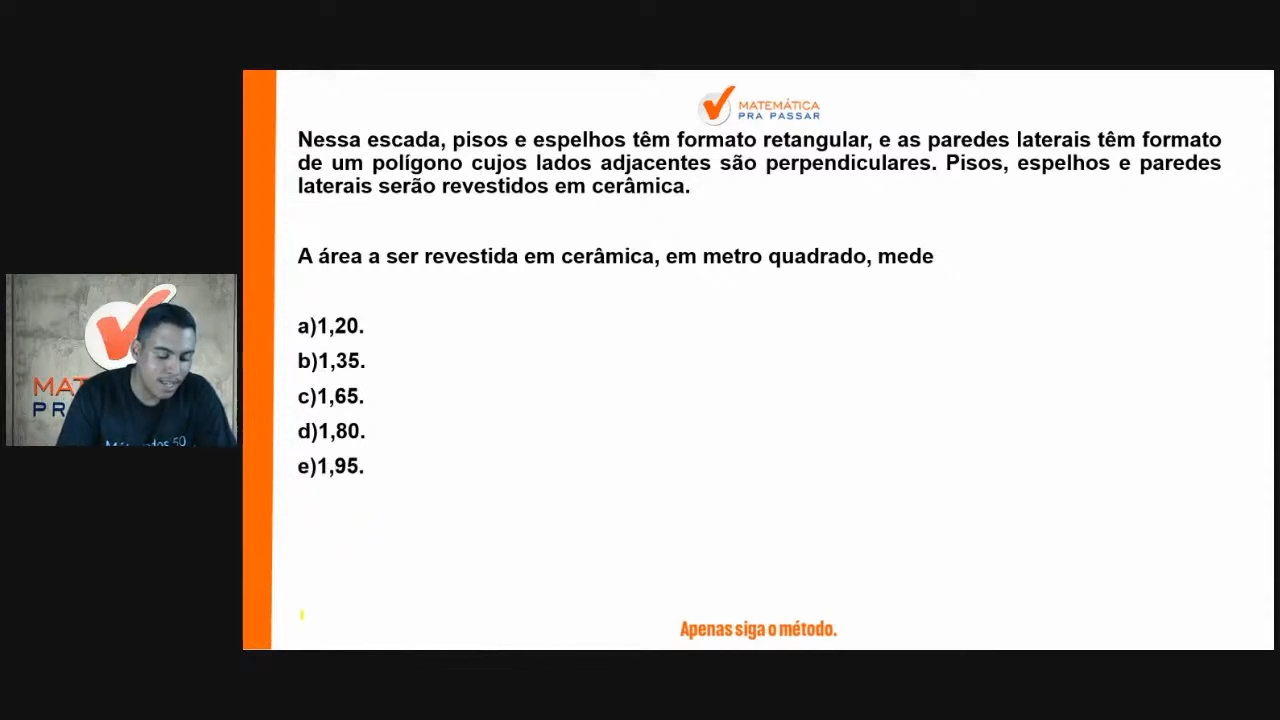 MATEMÁTICA
PRA PASSAR
Nessa escada, pisos e espelhos têm formato retangular, e as paredes laterais têm formato
de um polígono cujos lados adjacentes são perpendiculares. Pisos, espelhos e paredes
laterais serão revestidos em cerâmica.
A área a ser revestida em cerâmica, em metro quadrado, mede
a)1,20.
b)1,35.
c)1,65.
d)1,80.
e)1,95.
MAT
PR
Apenas siga o método.